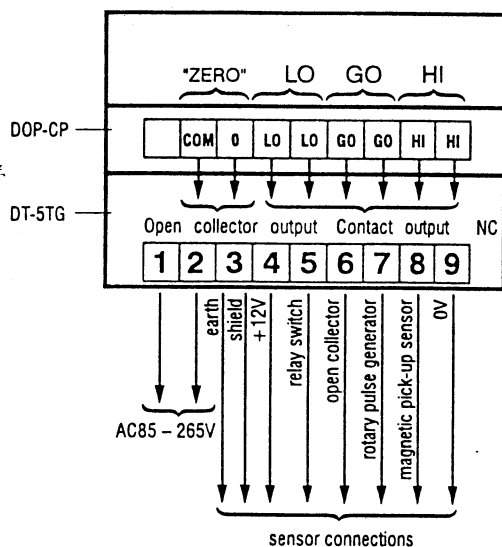 "ZERO" LO GO HI
DOP-CP
COM 0 LO LO GO GO HI HI
DT-5TG
Open collector output Contact output NC
1 2 3 4 5 6 7 8 9
earth
shield
+12V
relay switch
open collector
rotary pulse generator
magnetic pick-up sensor
0V
AC85 – 265V
sensor connections